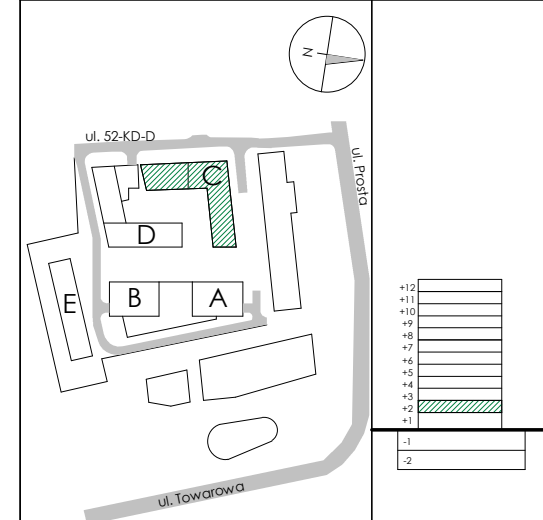 N
ul. 52-KD-D
ul. Prosta
C
D
E
B
A
ul. Towarowa
+12
+11
+10
+9
+8
+7
+6
+5
+4
+3
+2
+1
-1
-2